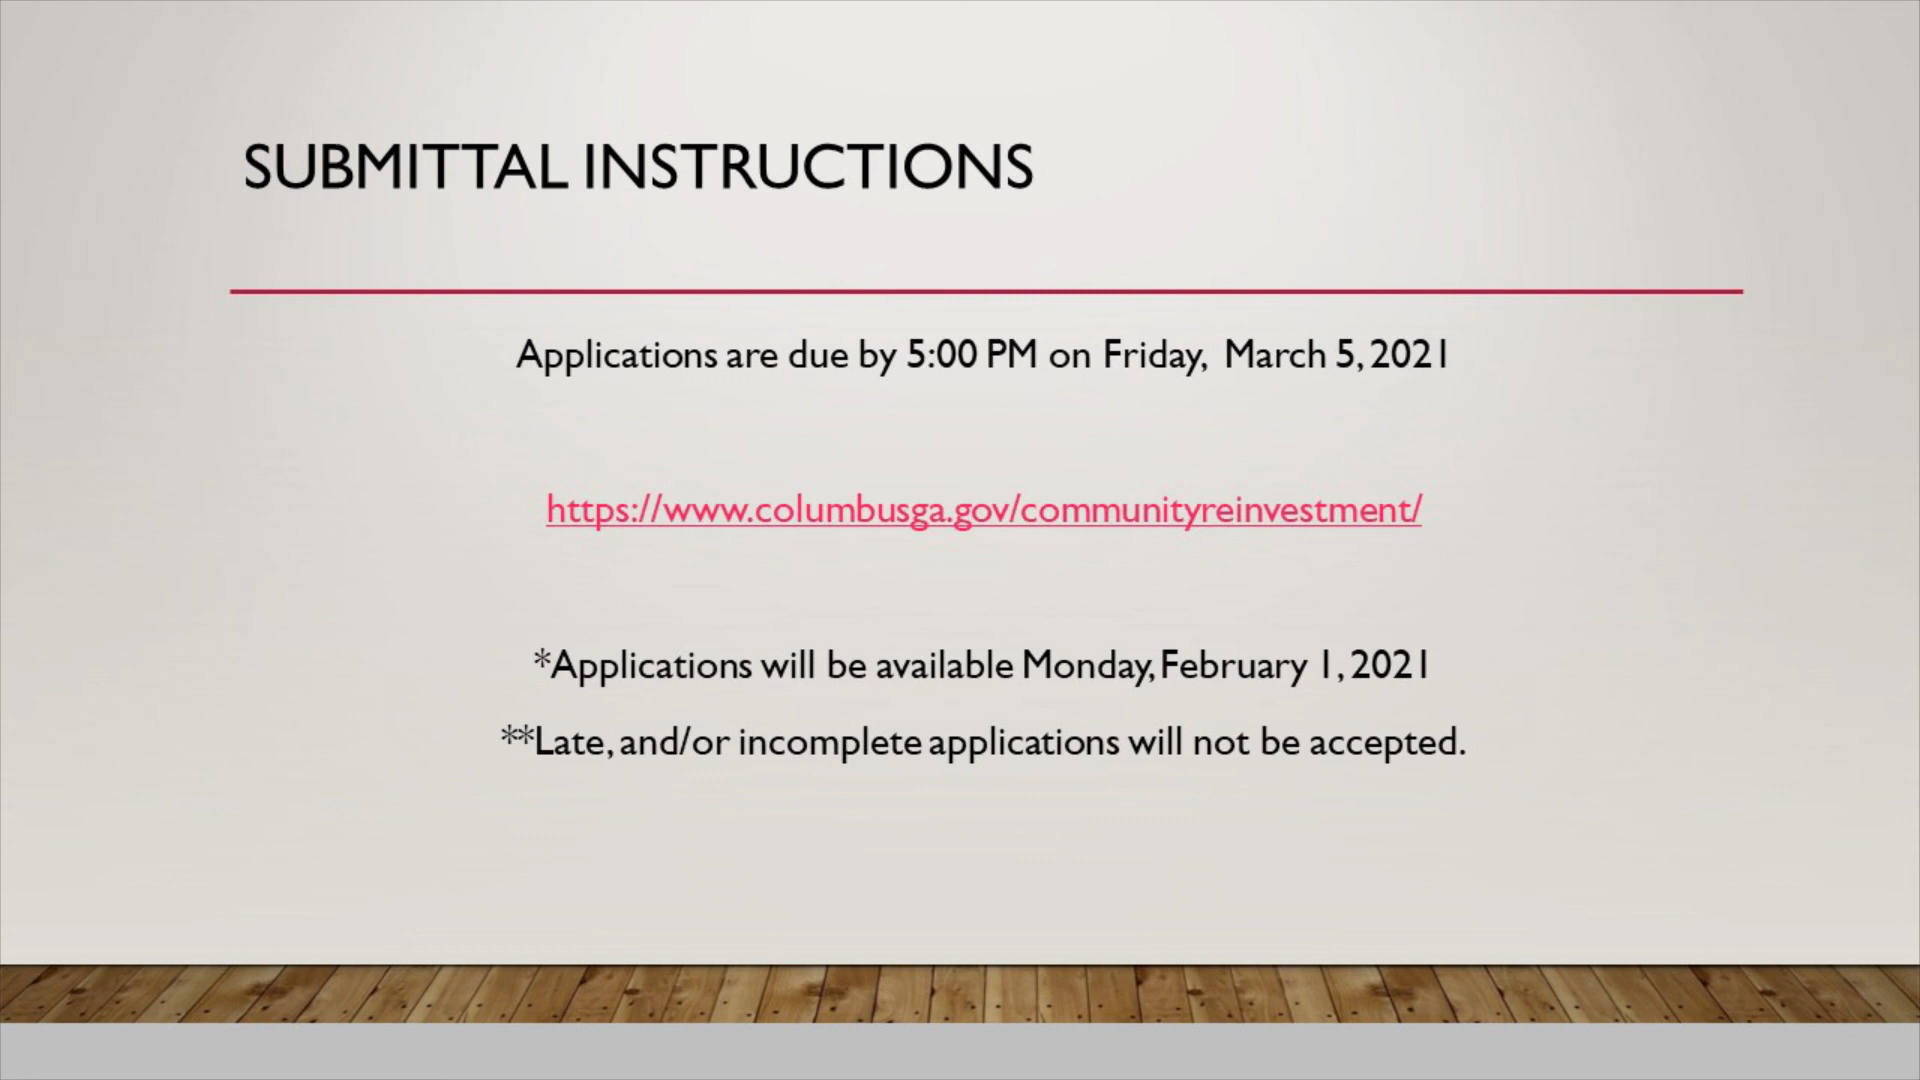 SUBMITTAL INSTRUCTIONS
Applications are due by 5:00 PM on Friday, March 5, 2021
https://www.columbusga.gov/communityreinvestment/
*Applications will be available Monday, February 1, 2021
**Late, and/or incomplete applications will not be accepted.